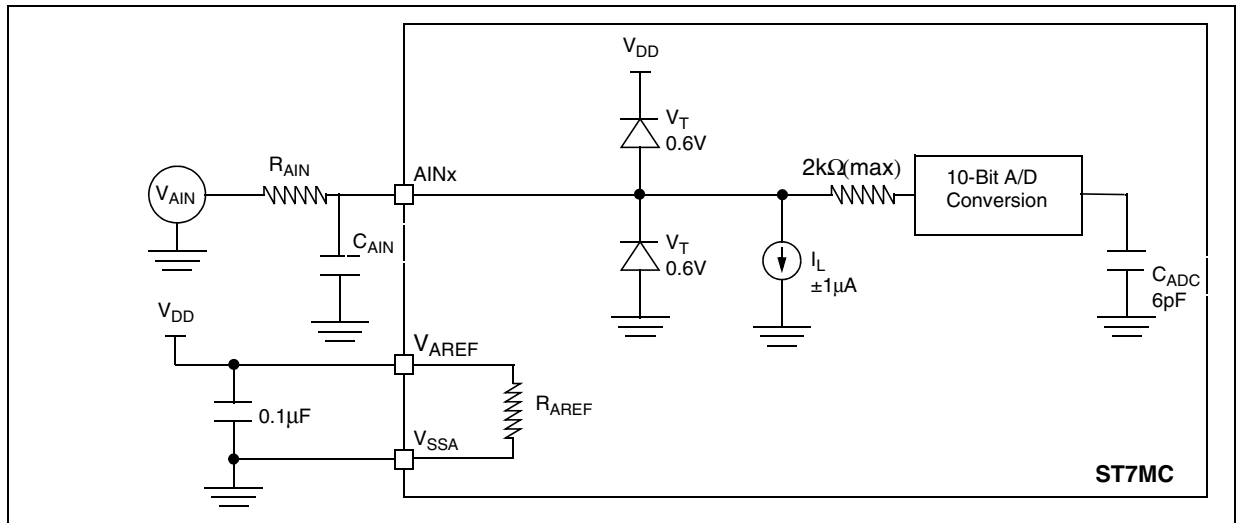 V_DD
V_T
0.6V
R_AIN
AINx
2kΩ(max)
10-Bit A/D
Conversion
V_AIN
C_AIN
V_T
0.6V
I_L
±1μA
C_ADC
6pF
V_DD
V_AREF
0.1μF
R_AREF
V_SSA
ST7MC